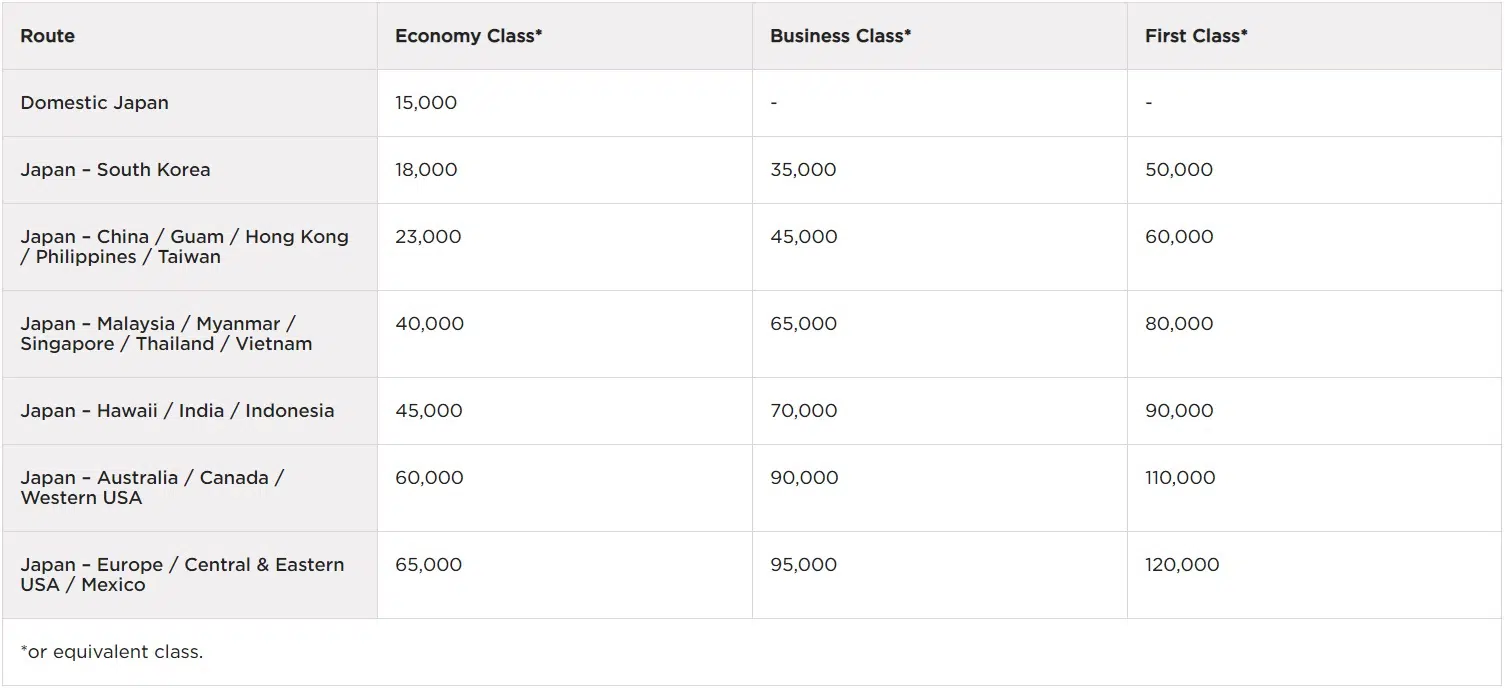 Route Economy Class* Business Class* First Class*
Domestic Japan 15,000 - -
Japan – South Korea 18,000 35,000 50,000
Japan – China / Guam / Hong Kong 23,000 45,000 60,000
/ Philippines / Taiwan
Japan – Malaysia / Myanmar / 40,000 65,000 80,000
Singapore / Thailand / Vietnam
Japan – Hawaii / India / Indonesia 45,000 70,000 90,000
Japan – Australia / Canada / 60,000 90,000 110,000
Western USA
Japan – Europe / Central & Eastern 65,000 95,000 120,000
USA / Mexico
*or equivalent class.